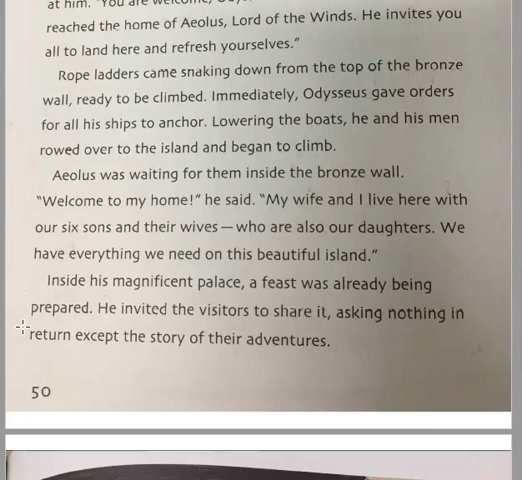 at him. "You are welcome,
reached the home of Aeolus, Lord of the Winds. He invites you
all to land here and refresh yourselves."
Rope ladders came snaking down from the top of the bronze
wall, ready to be climbed. Immediately, Odysseus gave orders
for all his ships to anchor. Lowering the boats, he and his men
rowed over to the island and began to climb.
Aeolus was waiting for them inside the bronze wall.
"Welcome to my home!" he said. "My wife and I live here with
our six sons and their wives — who are also our daughters. We
have everything we need on this beautiful island."
Inside his magnificent palace, a feast was already being
prepared. He invited the visitors to share it, asking nothing in
return except the story of their adventures.
50